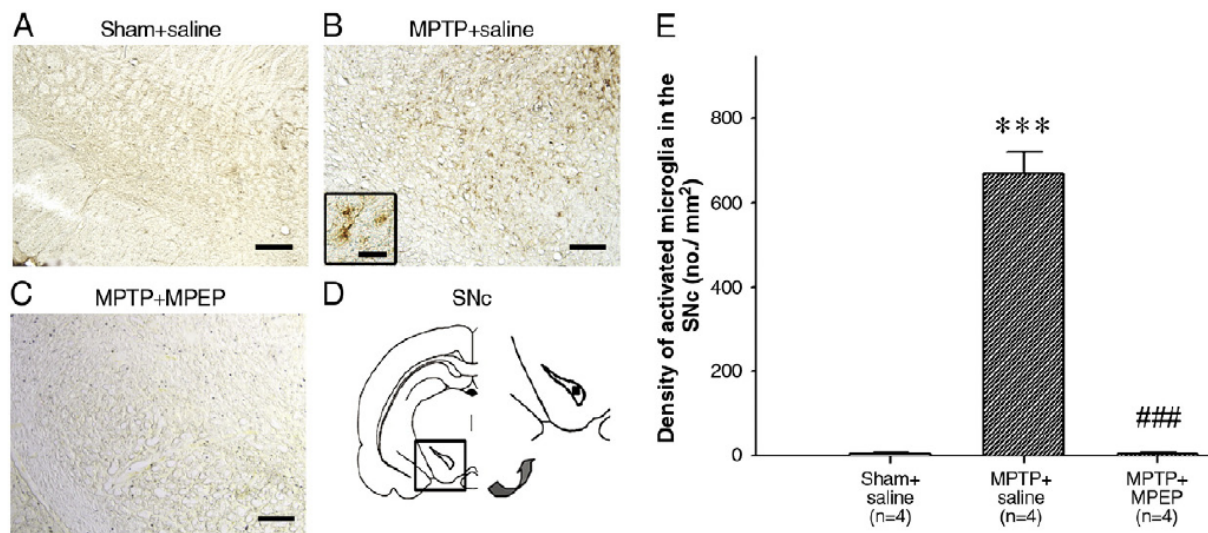 A
Sham+saline
B
MPTP+saline
C
MPTP+MPEP
D
SNc
E
Density of activated microglia in the
SNc (no./ mm²)
800
600
400
200
0
***
###
Sham+
saline
(n=4)
MPTP+
saline
(n=4)
MPTP+
MPEP
(n=4)